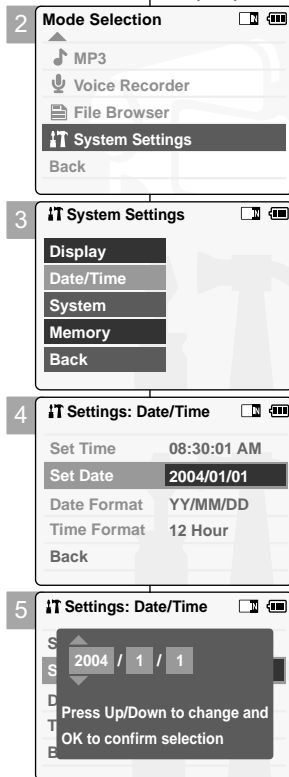 2
Mode Selection
MP3
Voice Recorder
File Browser
System Settings
Back
3
System Settings
Display
Date/Time
System
Memory
Back
4
Settings: Date/Time
Set Time 08:30:01 AM
Set Date 2004/01/01
Date Format YY/MM/DD
Time Format 12 Hour
Back
5
Settings: Date/Time
S
S
2004 / 1 / 1
D
Press Up/Down to change and
T
OK to confirm selection
B